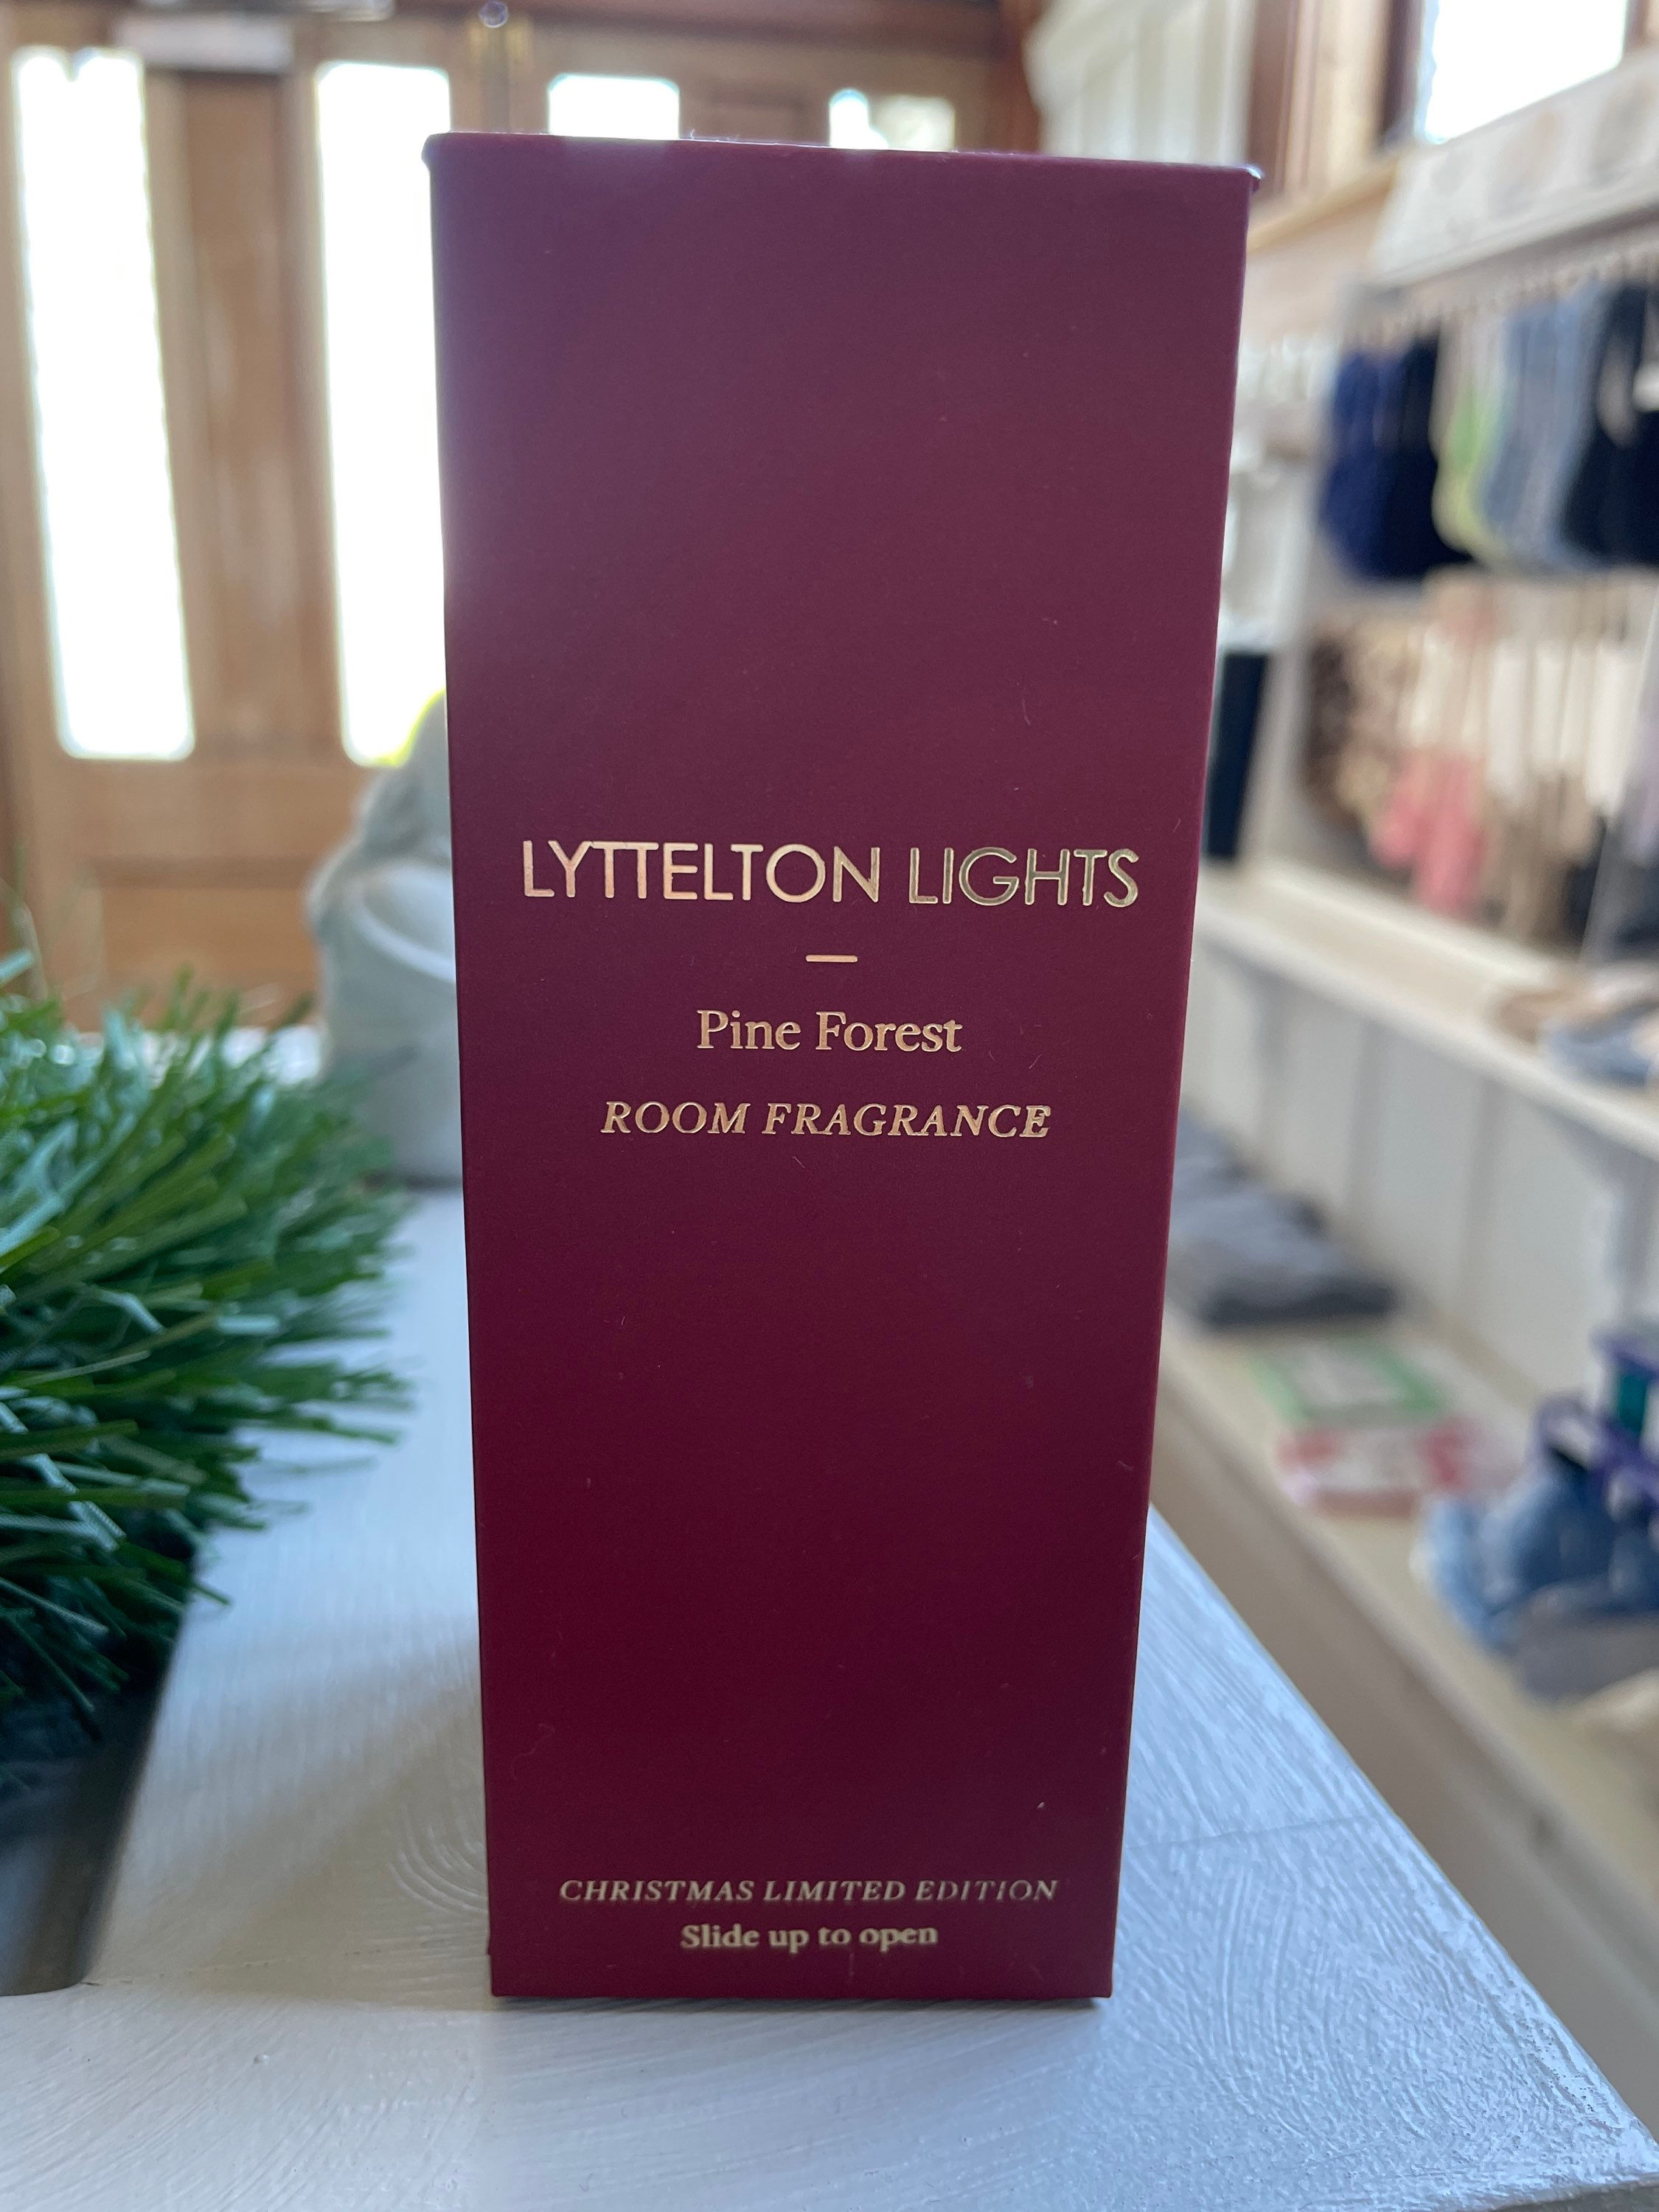 LYTTELTON LIGHTS
Pine Forest
ROOM FRAGRANCE
CHRISTMAS LIMITED EDITION
Slide up to open